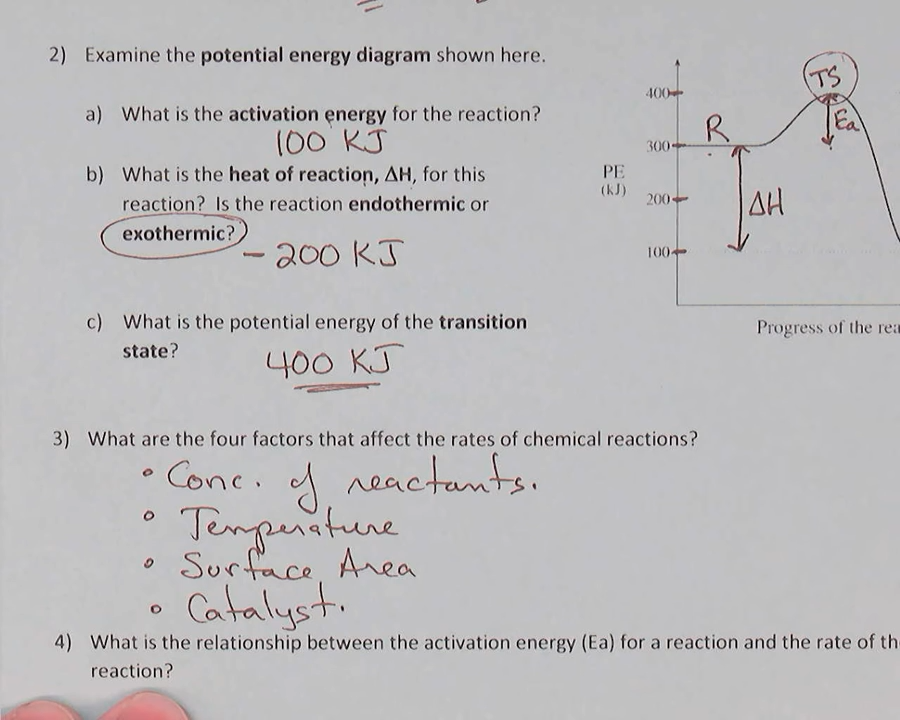 2) Examine the potential energy diagram shown here.
a) What is the activation energy for the reaction?
100 KJ
b) What is the heat of reaction, ΔH, for this
reaction? Is the reaction endothermic or
exothermic?
- 200 KJ
c) What is the potential energy of the transition
state?
400 KJ
PE
(kJ)
400
300
200
100
TS
Ea
R
ΔH
Progress of the rea
3) What are the four factors that affect the rates of chemical reactions?
• Conc. of reactants.
• Temperature
• Surface Area
• Catalyst.
4) What is the relationship between the activation energy (Ea) for a reaction and the rate of th
reaction?